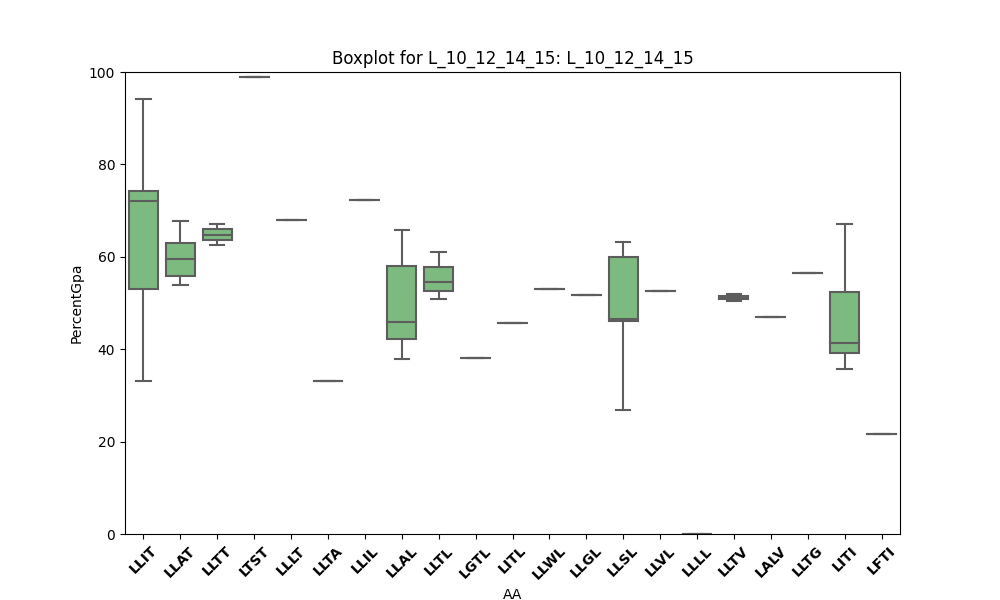 Boxplot for L_10_12_14_15: L_10_12_14_15
100
80
60
40
20
0
PercentGpa
LLIT LLAT LLTT LTST LLLT LLTA LLIL LLAL LLTL LGTL LITL LLWL LLGL LLSL LLVL LLLL LLTV LALV LLTG LITI LFTI
AA